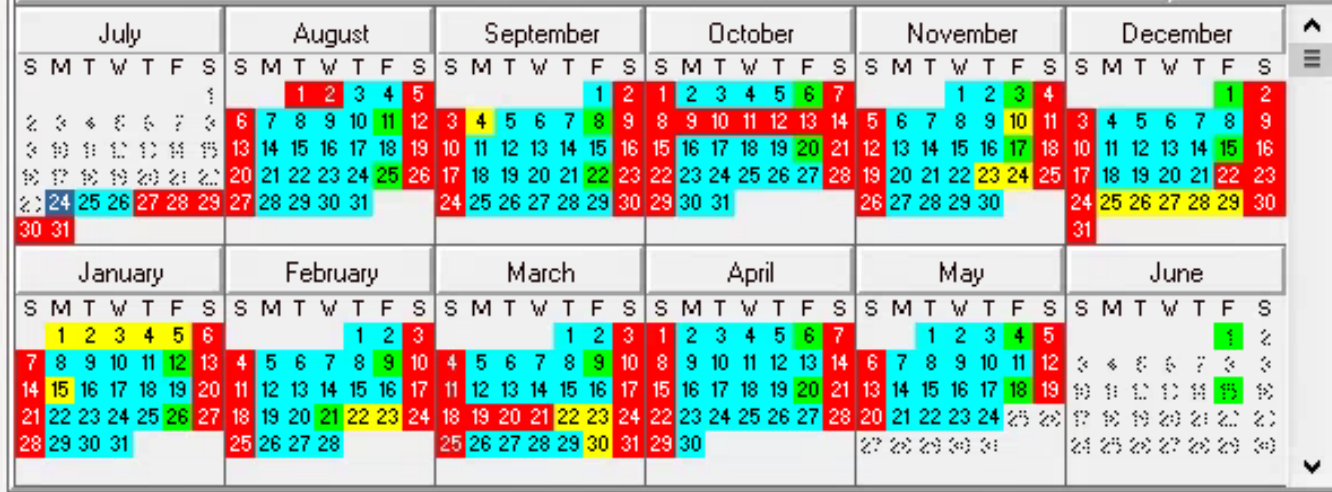 July
S M T W T F S
1
24 25 26 27 28 29
30 31
August
S M T W T F S
1 2 3 4 5
6 7 8 9 10 11 12
13 14 15 16 17 18 19
20 21 22 23 24 25 26
27 28 29 30 31
September
S M T W T F S
1 2
3 4 5 6 7 8 9
10 11 12 13 14 15 16
17 18 19 20 21 22 23
24 25 26 27 28 29 30
October
S M T W T F S
1 2 3 4 5 6 7
8 9 10 11 12 13 14
15 16 17 18 19 20 21
22 23 24 25 26 27 28
29 30 31
November
S M T W T F S
1 2 3 4
5 6 7 8 9 10 11
12 13 14 15 16 17 18
19 20 21 22 23 24 25
26 27 28 29 30
December
S M T W T F S
1 2
3 4 5 6 7 8 9
10 11 12 13 14 15 16
17 18 19 20 21 22 23
24 25 26 27 28 29 30
31
January
S M T W T F S
1 2 3 4 5 6
7 8 9 10 11 12 13
14 15 16 17 18 19 20
21 22 23 24 25 26 27
28 29 30 31
February
S M T W T F S
1 2 3
4 5 6 7 8 9 10
11 12 13 14 15 16 17
18 19 20 21 22 23 24
25 26 27 28
March
S M T W T F S
1 2 3
4 5 6 7 8 9 10
11 12 13 14 15 16 17
18 19 20 21 22 23 24
25 26 27 28 29 30 31
April
S M T W T F S
1 2 3 4 5 6 7
8 9 10 11 12 13 14
15 16 17 18 19 20 21
22 23 24 25 26 27 28
29 30
May
S M T W T F S
1 2 3 4 5
6 7 8 9 10 11 12
13 14 15 16 17 18 19
20 21 22 23 24
June
S M T W T F S
1 2
15